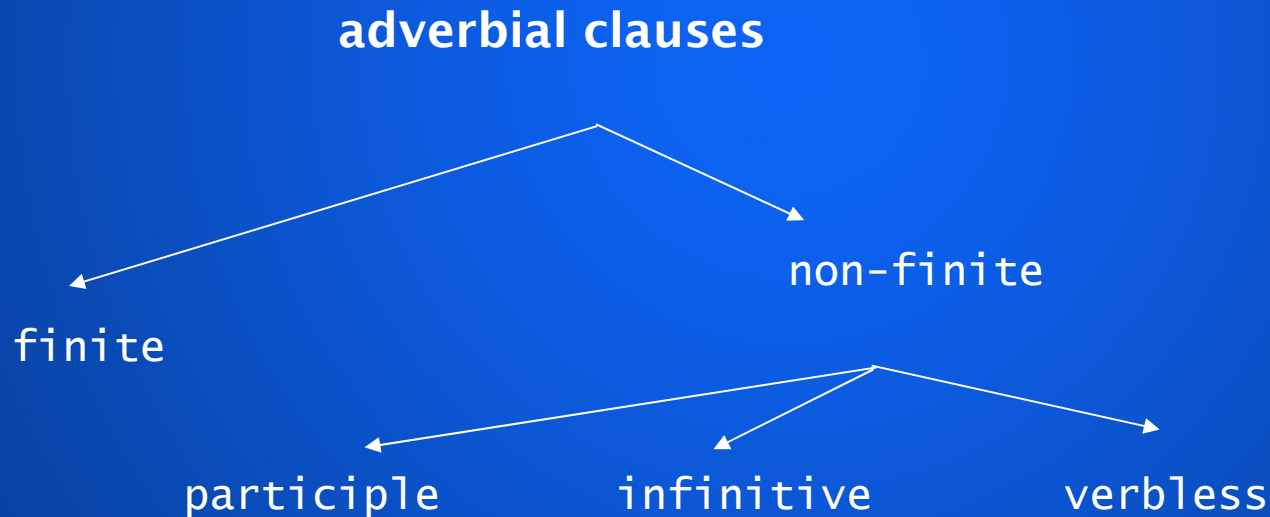 adverbial clauses
non-finite
finite
participle infinitive verbless